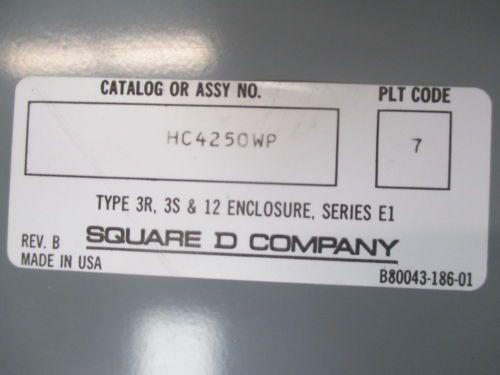 CATALOG OR ASSY NO.
PLT CODE
HC4250WP
7
TYPE 3R, 3S & 12 ENCLOSURE, SERIES E1
REV. B
SQUARE D COMPANY
MADE IN USA
B80043-186-01